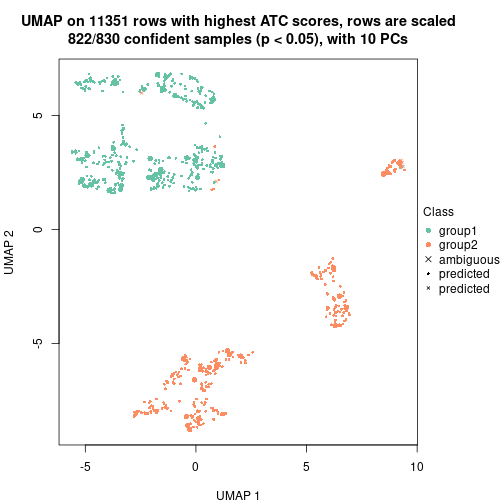 UMAP on 11351 rows with highest ATC scores, rows are scaled
822/830 confident samples (p < 0.05), with 10 PCs
5
0
-5
UMAP 2
Class
group1
group2
ambiguous
predicted
predicted
-5
0
5
10
UMAP 1